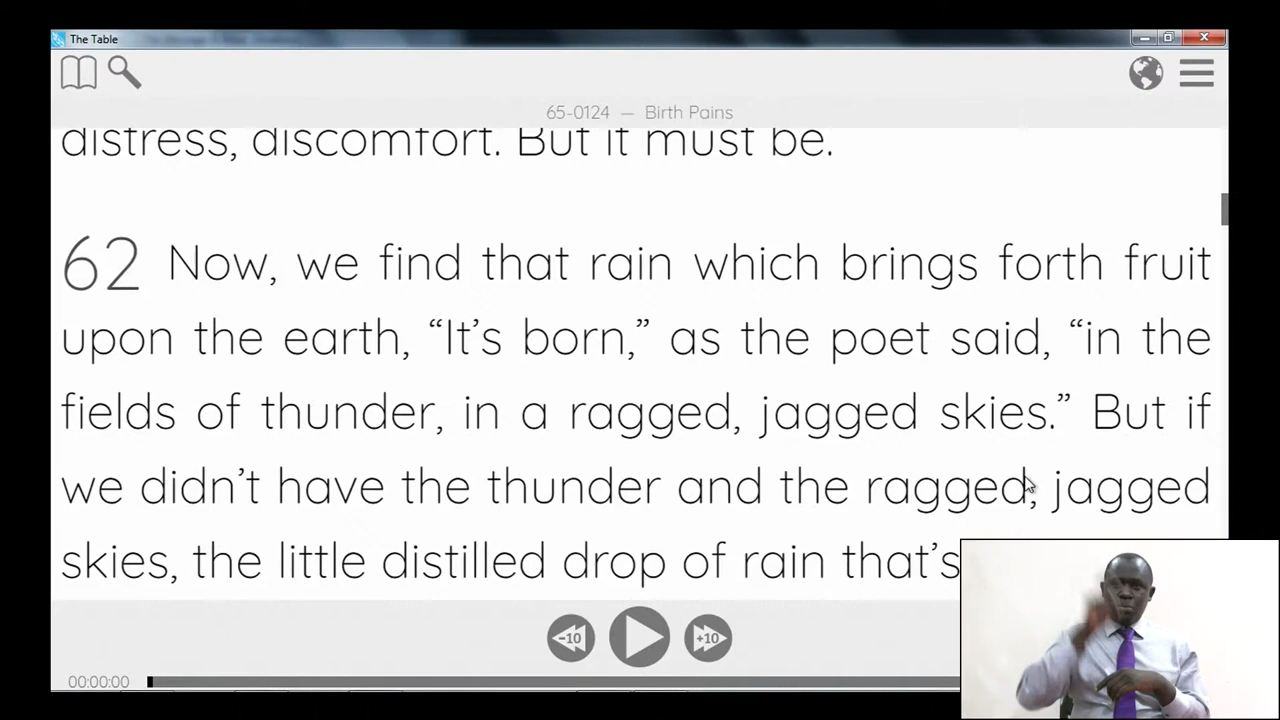 The Table
65-0124 — Birth Pains
distress, discomfort. But it must be.
62 Now, we find that rain which brings forth fruit
upon the earth, “It’s born,” as the poet said, “in the
fields of thunder, in a ragged, jagged skies.” But if
we didn’t have the thunder and the ragged, jagged
skies, the little distilled drop of rain that’s
-10
+10
00:00:00